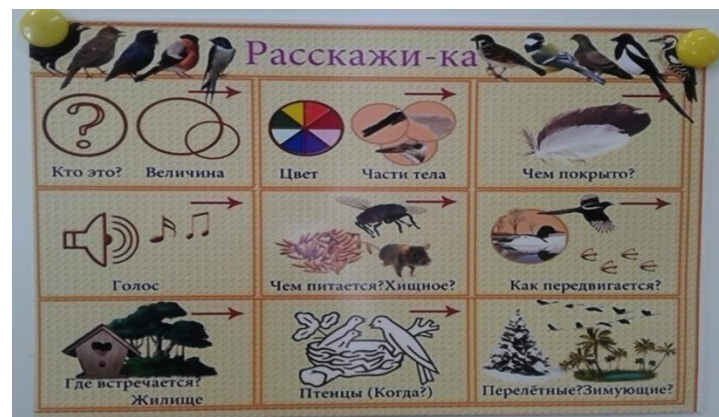 Расскажи-ка
Кто это? Величина
Цвет Части тела
Чем покрыто?
Голос
Чем питается?Хищное?
Как передвигается?
Где встречается?
Жилище
Птенцы (Когда?)
Перелётные?Зимующие?